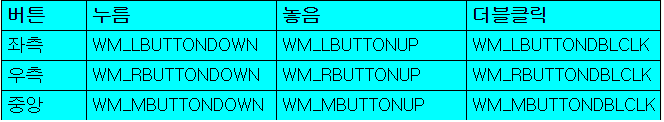 버튼 누름 놓음 더블클릭
좌측 WM_LBUTTONDOWN WM_LBUTTONUP WM_LBUTTONDBLCLK
우측 WM_RBUTTONDOWN WM_RBUTTONUP WM_RBUTTONDBLCLK
중앙 WM_MBUTTONDOWN WM_MBUTTONUP WM_MBUTTONDBLCLK